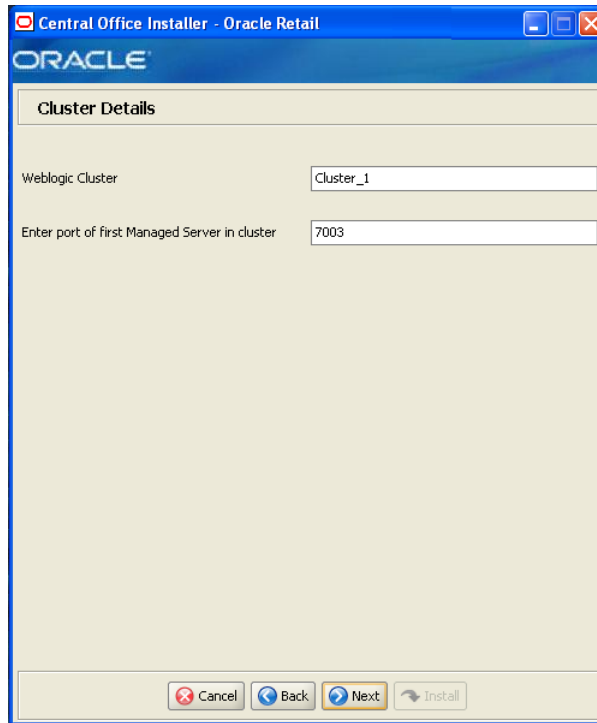 Central Office Installer - Oracle Retail
ORACLE
Cluster Details
Weblogic Cluster Cluster_1
Enter port of first Managed Server in cluster 7003
Cancel Back Next Install